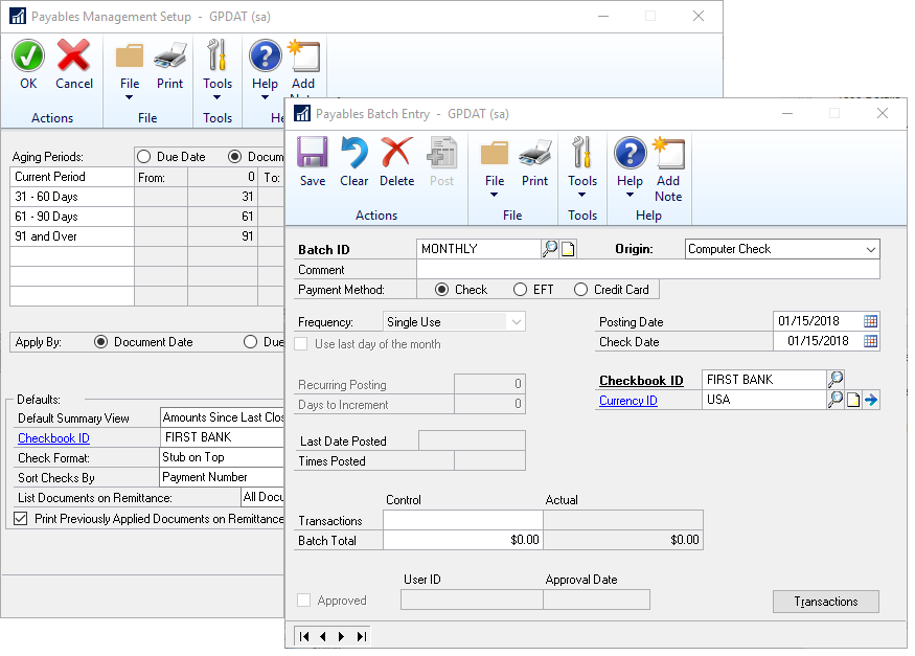 Payables Management Setup - GPDAT (sa)
OK Cancel File Print Tools Help Add
Actions File Tools
Aging Periods: Due Date Docum
Current Period From: 0 To:
31 - 60 Days 31
61 - 90 Days 61
91 and Over 91
Apply By: Document Date Due
Defaults:
Default Summary View Amounts Since Last Clos
Checkbook ID FIRST BANK
Check Format: Stub on Top
Sort Checks By Payment Number
List Documents on Remittance: All Docu
Print Previously Applied Documents on Remittance
Payables Batch Entry - GPDAT (sa)
Save Clear Delete Post File Print Tools Help Add
Note
Actions File Tools Help
Batch ID MONTHLY Origin: Computer Check
Comment
Payment Method: Check EFT Credit Card
Frequency: Single Use Posting Date 01/15/2018
Use last day of the month Check Date 01/15/2018
Recurring Posting 0 Checkbook ID FIRST BANK
Days to Increment 0 Currency ID USA
Last Date Posted
Times Posted
Control Actual
Transactions
Batch Total $0.00 $0.00
User ID Approval Date
Approved Transactions